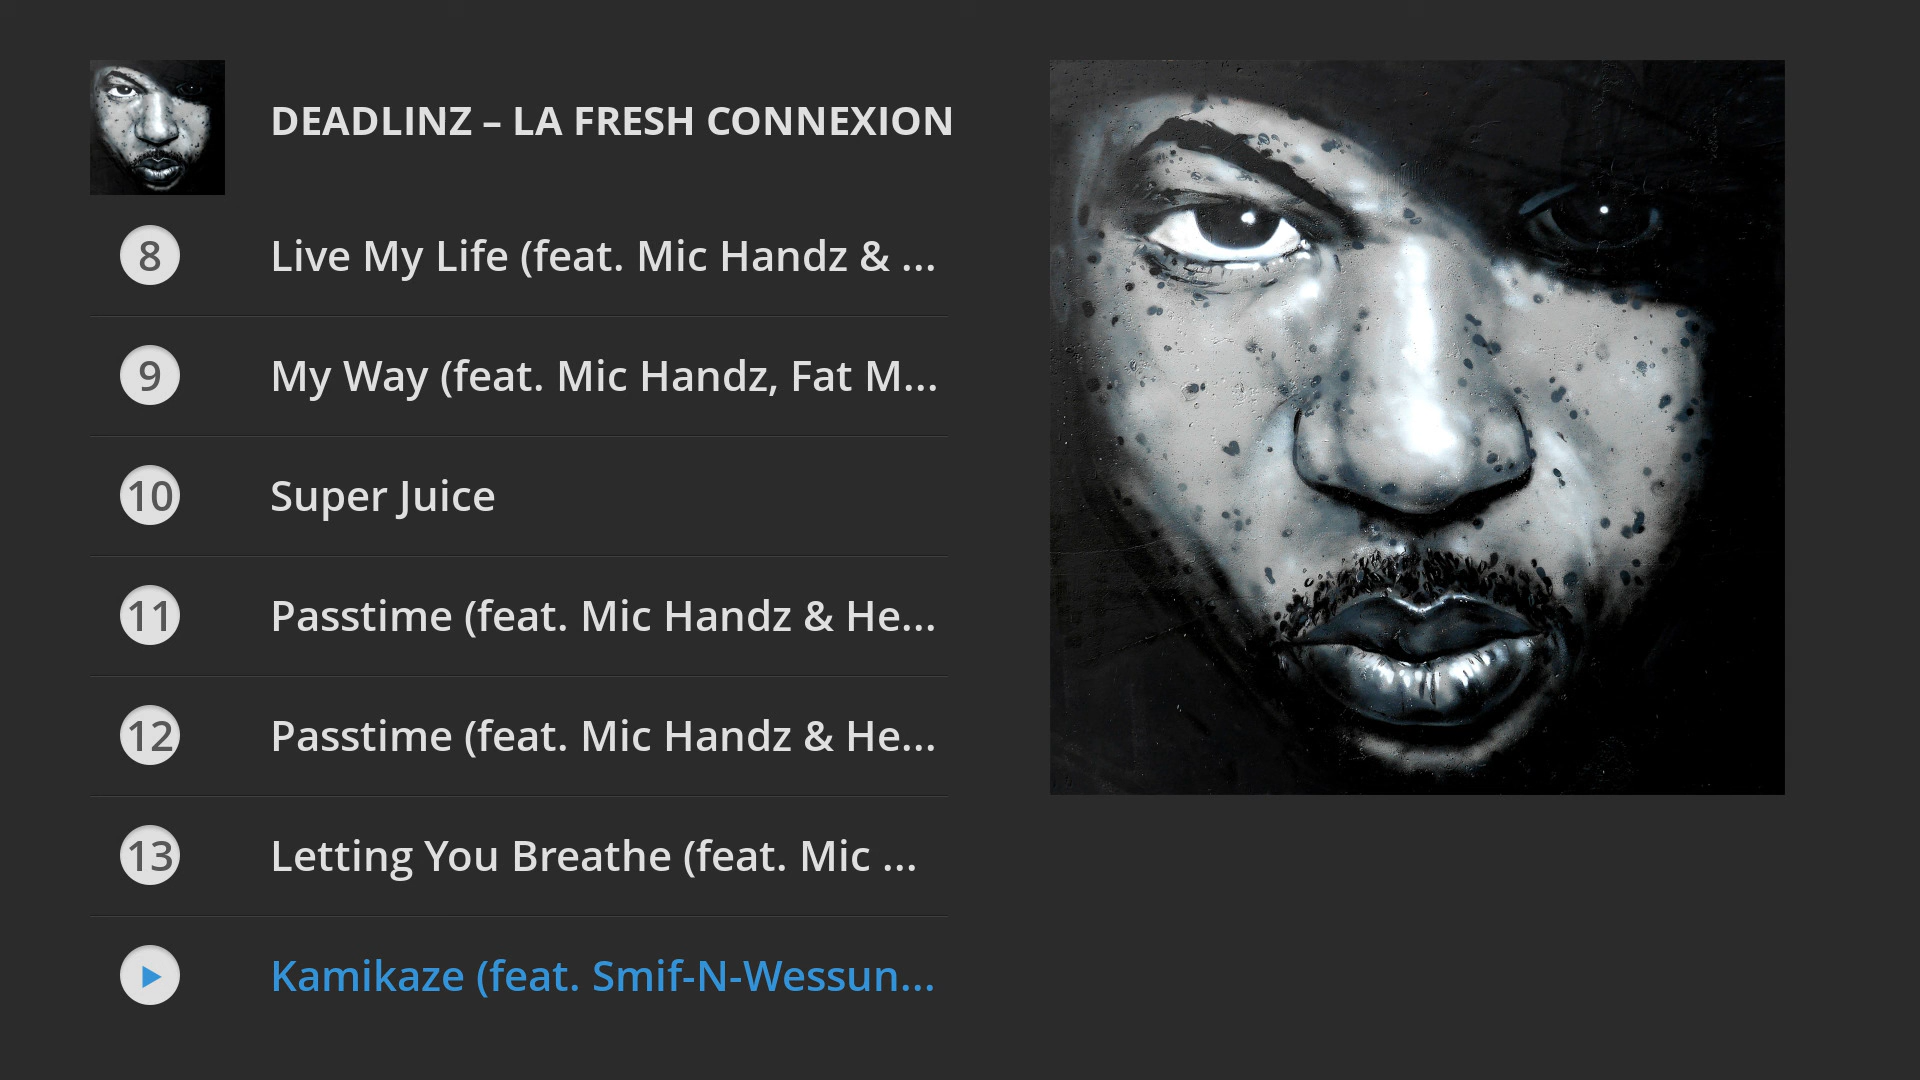 DEADLINZ – LA FRESH CONNEXION
8 Live My Life (feat. Mic Handz & ...
9 My Way (feat. Mic Handz, Fat M...
10 Super Juice
11 Passtime (feat. Mic Handz & He...
12 Passtime (feat. Mic Handz & He...
13 Letting You Breathe (feat. Mic ...
Kamikaze (feat. Smif-N-Wessun...